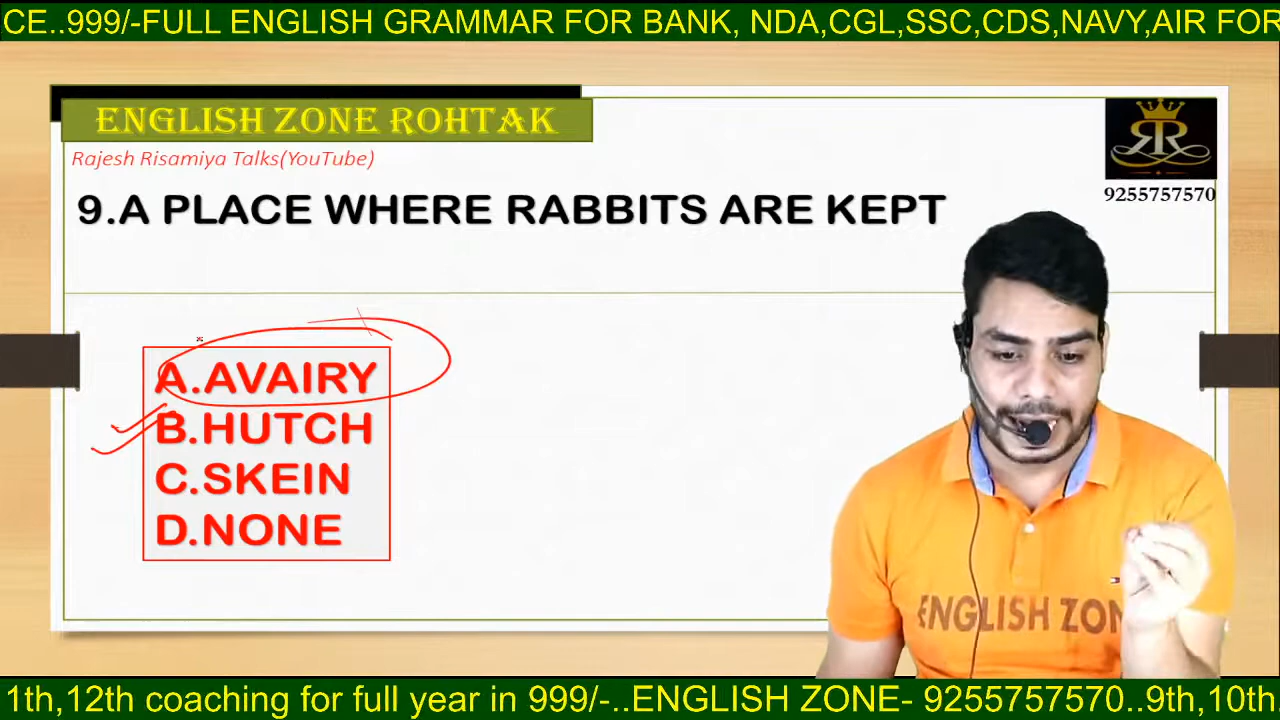 CE..999/-FULL ENGLISH GRAMMAR FOR BANK, NDA,CGL,SSC,CDS,NAVY,AIR FOR
ENGLISH ZONE ROHTAK
Rajesh Risamiya Talks(YouTube)
RR
9255757570
9.A PLACE WHERE RABBITS ARE KEPT
A.AVAIRY
B.HUTCH
C.SKEIN
D.NONE
ENGLISH ZON
1th,12th coaching for full year in 999/-..ENGLISH ZONE- 9255757570..9th,10th,